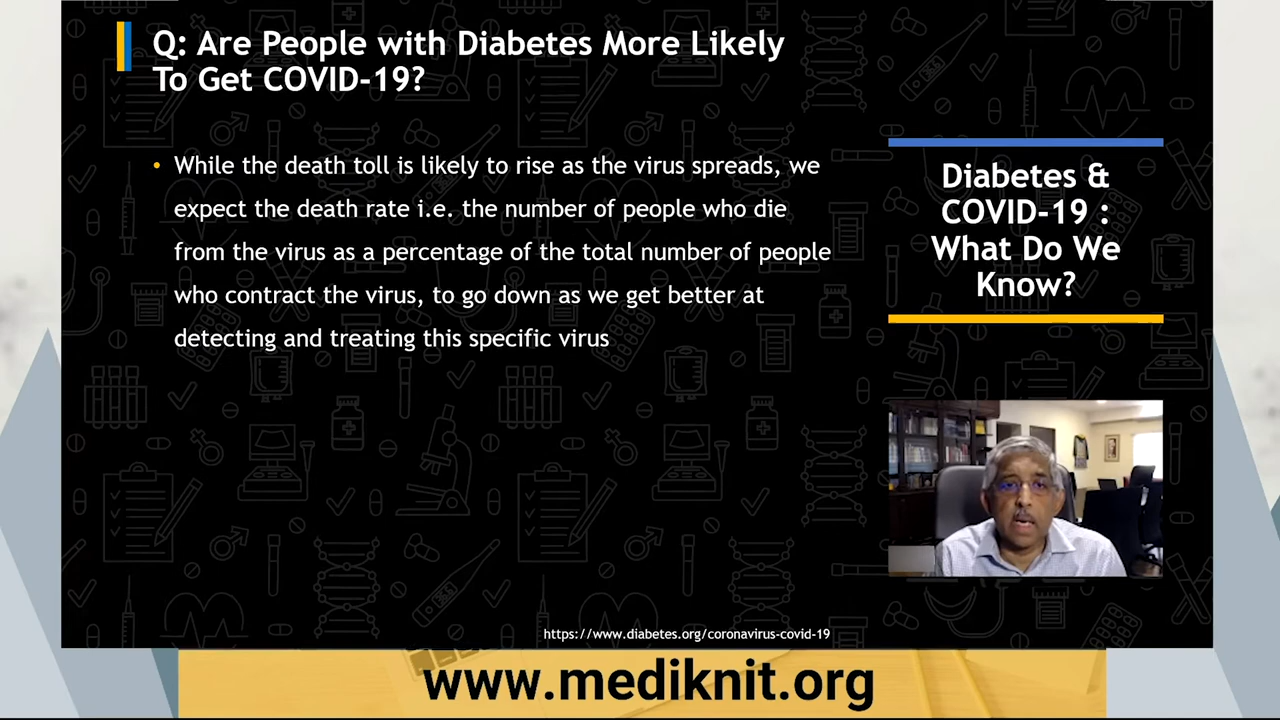 Q: Are People with Diabetes More Likely
To Get COVID-19?
• While the death toll is likely to rise as the virus spreads, we
expect the death rate i.e. the number of people who die
from the virus as a percentage of the total number of people
who contract the virus, to go down as we get better at
detecting and treating this specific virus
Diabetes &
COVID-19 :
What Do We
Know?
https://www.diabetes.org/coronavirus-covid-19
www.mediknit.org